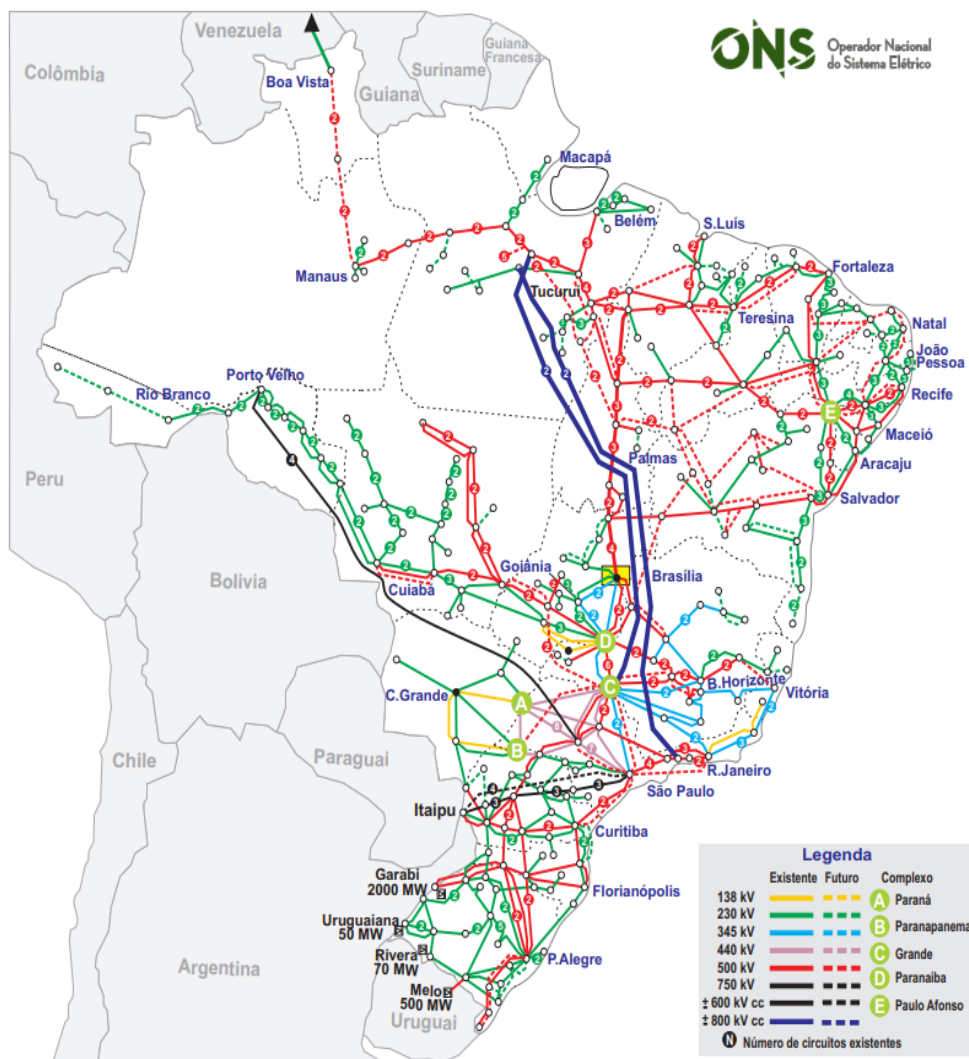 ONS Operador Nacional
do Sistema Elétrico
Venezuela
Colômbia
Guiana
Francesa
Suriname
Boa Vista
Guiana
Macapá
Belém
S.Luís
Manaus
Tucuruí
Fortaleza
Teresina
Natal
João
Pessoa
Porto Velho
Rio Branco
Recife
Maceió
Palmas
Aracaju
Peru
Salvador
Goiânia
Brasília
Bolivia
Cuiabá
B.Horizonte
Vitória
C.Grande
A
B
C
D
E
Chile
Paraguai
R.Janeiro
São Paulo
Itaipu
Curitiba
Garabi
2000 MW
Florianópolis
Uruguaiana
50 MW
Rivera
70 MW
P.Alegre
Melo
500 MW
Argentina
Uruguai
Legenda
Existente Futuro Complexo
138 kV A Paraná
230 kV
345 kV B Paranapanema
440 kV C Grande
500 kV D Paranaiba
750 kV
± 600 kV cc E Paulo Afonso
± 800 kV cc
N Número de circuitos existentes